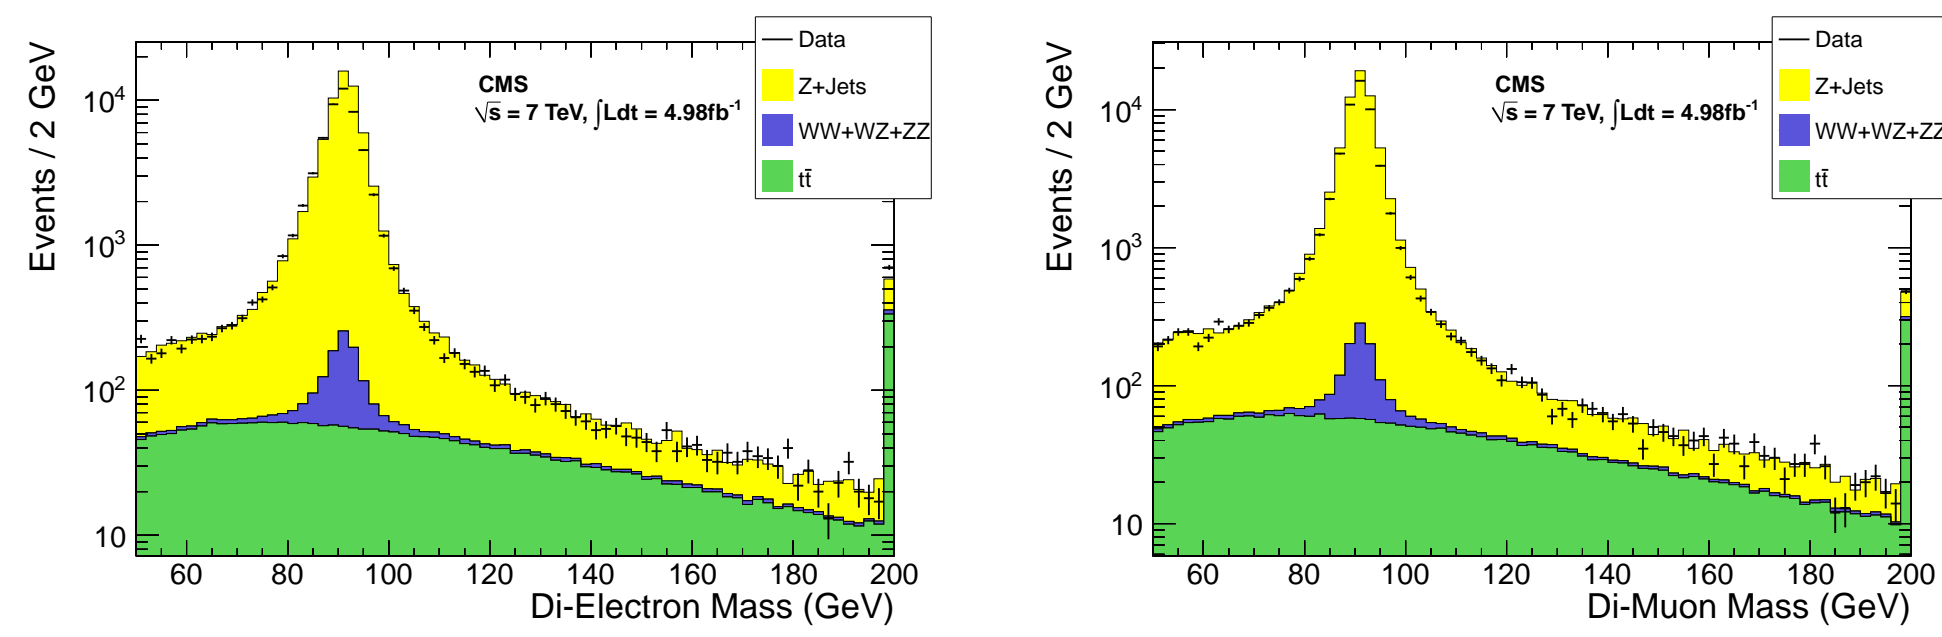 Data
Z+Jets
WW+WZ+ZZ
tt̄
CMS
√s = 7 TeV, ∫Ldt = 4.98fb⁻¹
Events / 2 GeV
10⁴
10³
10²
10
60 80 100 120 140 160 180 200
Di-Electron Mass (GeV)
Data
Z+Jets
WW+WZ+ZZ
tt̄
CMS
√s = 7 TeV, ∫Ldt = 4.98fb⁻¹
Events / 2 GeV
10⁴
10³
10²
10
60 80 100 120 140 160 180 200
Di-Muon Mass (GeV)